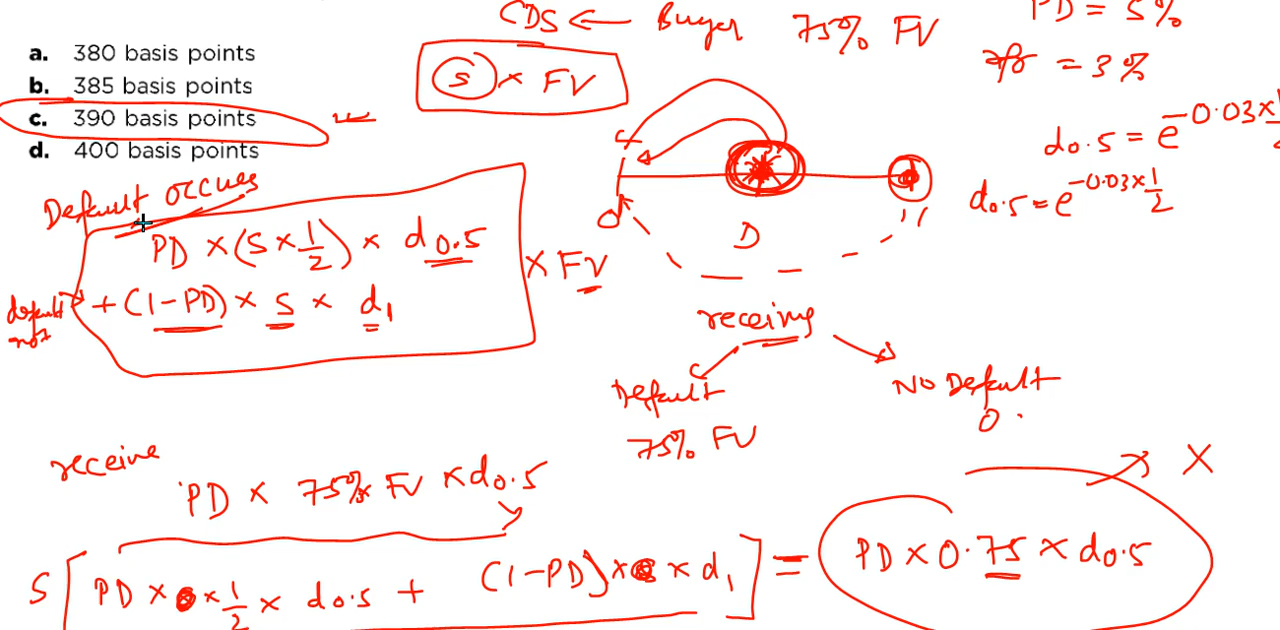 CDS ← Buyer 75% FV
PD = 5%
a. 380 basis points
b. 385 basis points
c. 390 basis points
d. 400 basis points
S × FV
= 3%
d0.5 = e^-0.03×1/
d0.5 = e^-0.03×1/2
Default occurs
PD × (S × 1/2) × d0.5
+ (1-PD) × S × d1
× FV
default not
0
D
receiving
Default
75% FV
NO Default
0.
receive
PD × 75% × FV × d0.5
X
S [ PD × × 1/2 × d0.5 + (1-PD) × × d1 ] = PD × 0.75 × d0.5